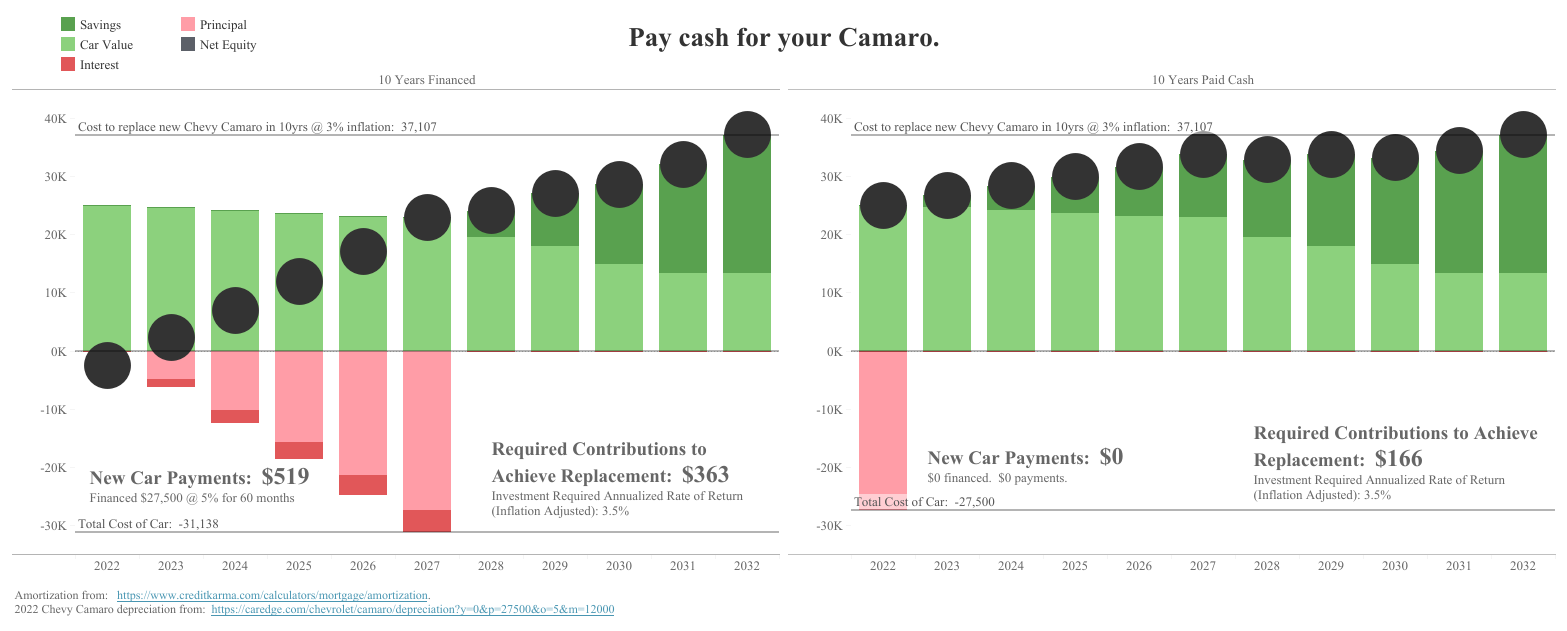 Pay cash for your Camaro.
Savings
Car Value
Interest
Principal
Net Equity
10 Years Financed
40K
30K
20K
10K
0K
-10K
-20K
-30K
Cost to replace new Chevy Camaro in 10yrs @ 3% inflation: 37,107
New Car Payments: $519
Financed $27,500 @ 5% for 60 months
Total Cost of Car: -31,138
Required Contributions to
Achieve Replacement: $363
Investment Required Annualized Rate of Return
(Inflation Adjusted): 3.5%
2022 2023 2024 2025 2026 2027 2028 2029 2030 2031 2032
10 Years Paid Cash
40K
30K
20K
10K
0K
-10K
-20K
-30K
Cost to replace new Chevy Camaro in 10yrs @ 3% inflation: 37,107
New Car Payments: $0
$0 financed. $0 payments.
Total Cost of Car: -27,500
Required Contributions to Achieve
Replacement: $166
Investment Required Annualized Rate of Return
(Inflation Adjusted): 3.5%
2022 2023 2024 2025 2026 2027 2028 2029 2030 2031 2032
Amortization from: https://www.creditkarma.com/calculators/mortgage/amortization.
2022 Chevy Camaro depreciation from: https://caredge.com/chevrolet/camaro/depreciation?y=0&p=27500&o=5&m=12000